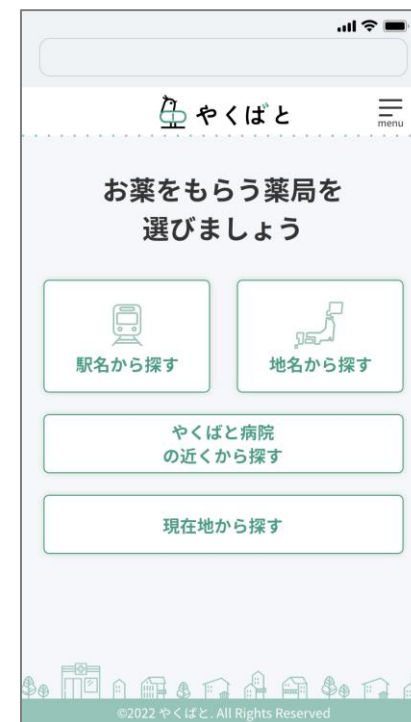 やくばと
menu
お薬をもらう薬局を
選びましょう
駅名から探す
地名から探す
やくばと病院
の近くから探す
現在地から探す
©2022 やくばと. All Rights Reserved